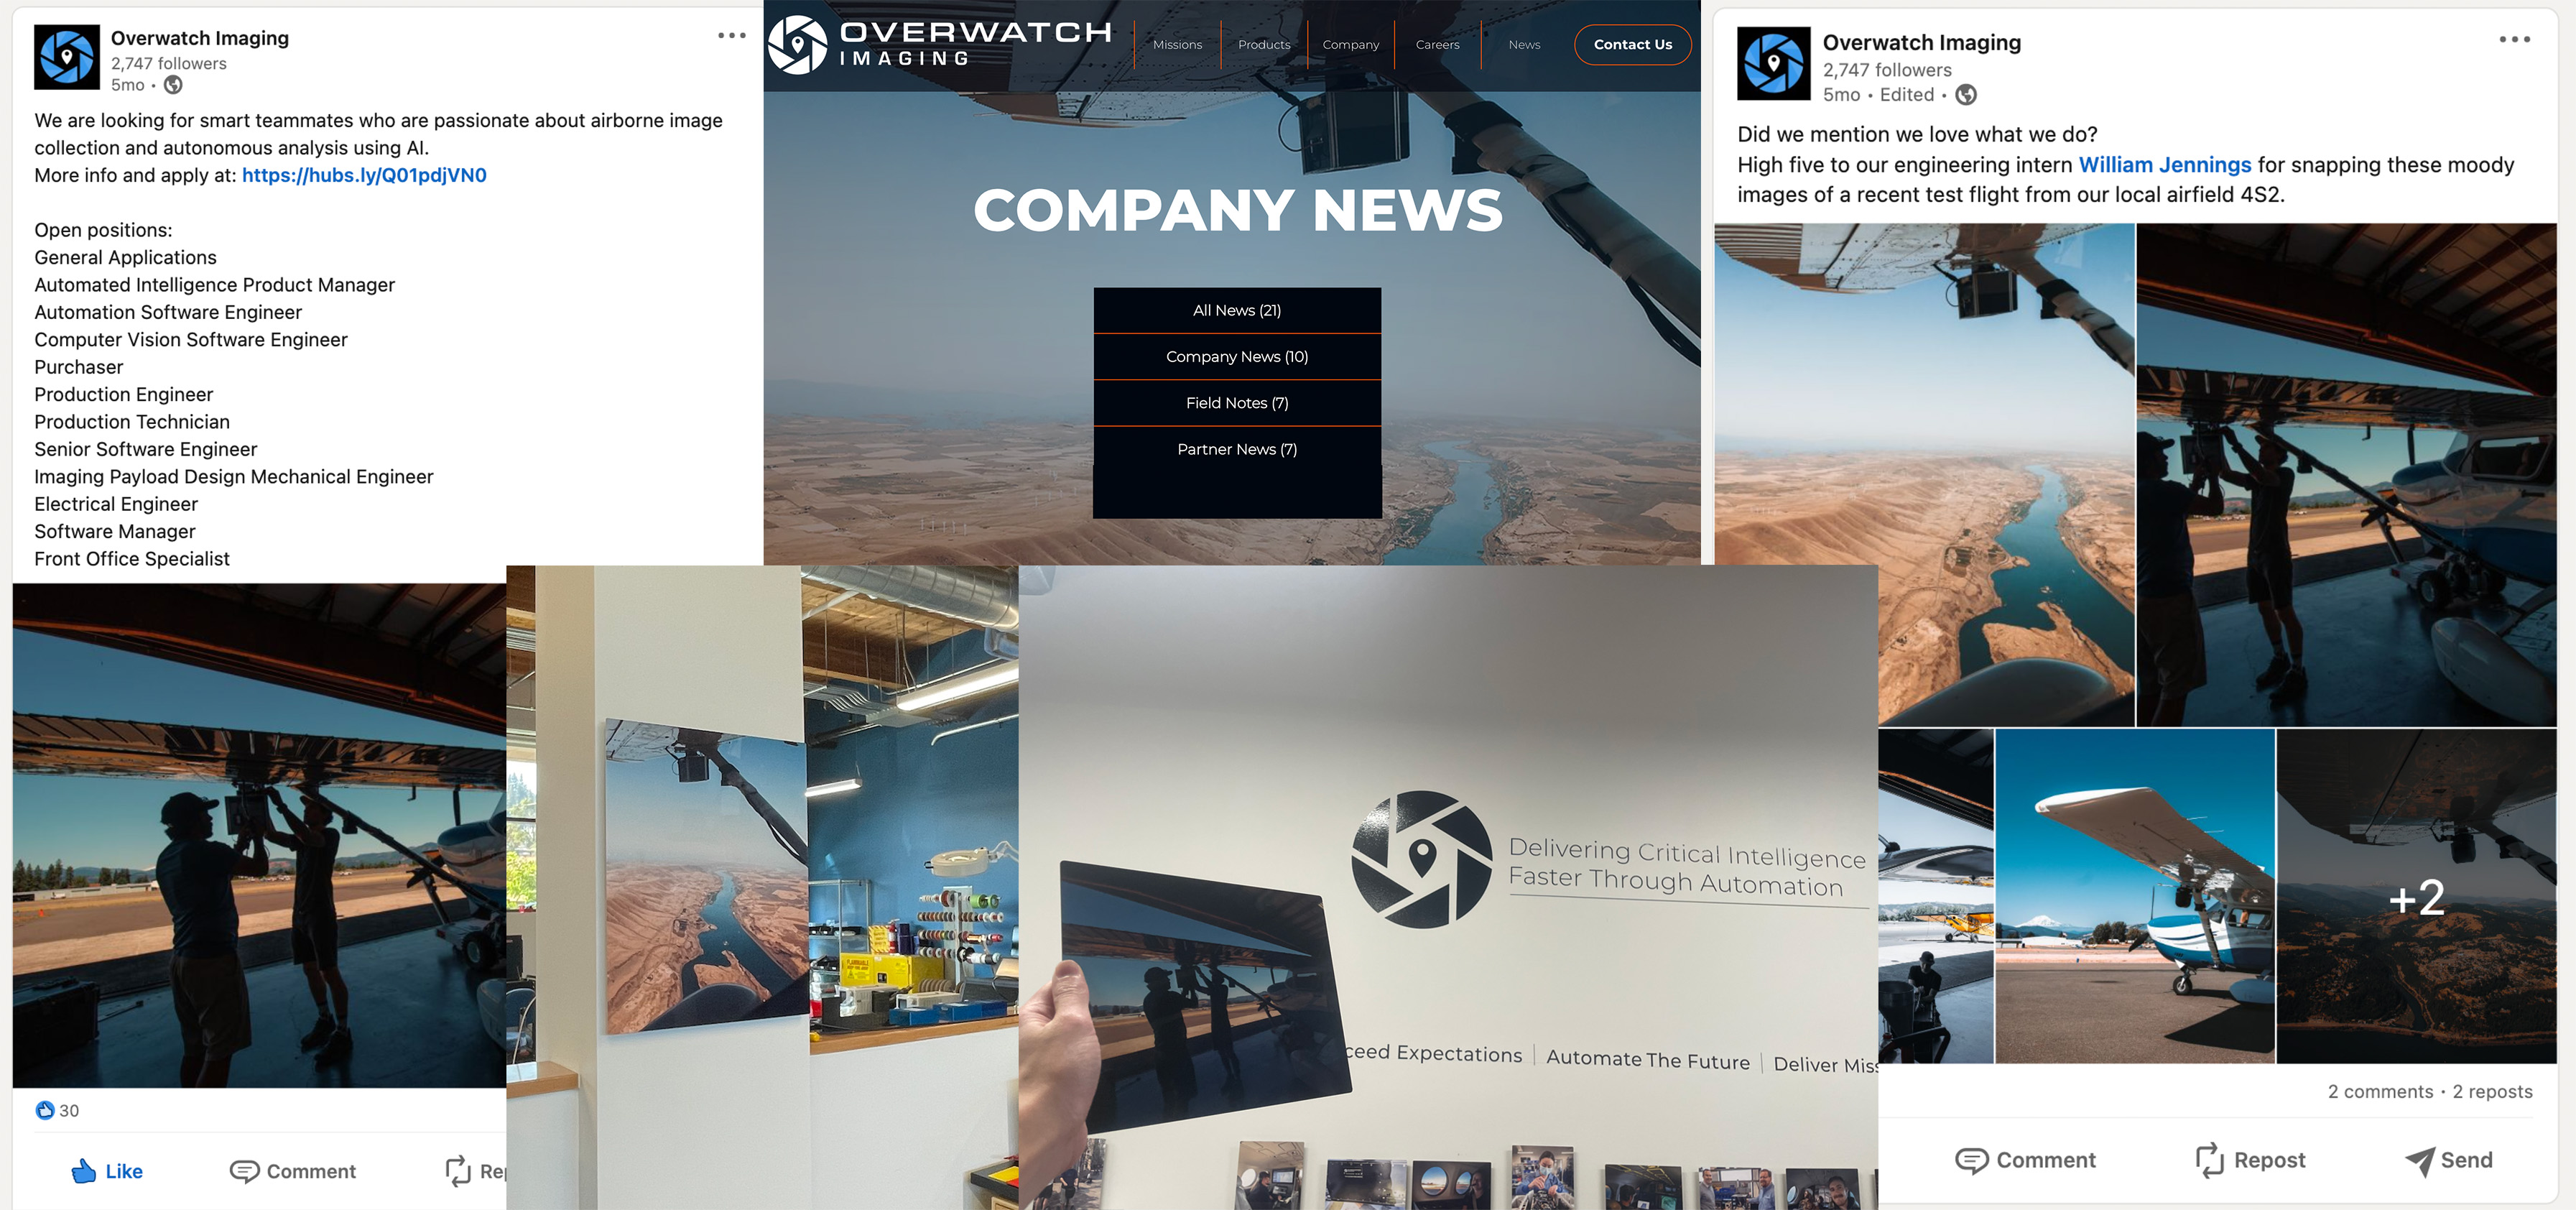 Overwatch Imaging
2,747 followers
5mo •
We are looking for smart teammates who are passionate about airborne image
collection and autonomous analysis using AI.
More info and apply at: https://hubs.ly/Q01pdjVN0
Open positions:
General Applications
Automated Intelligence Product Manager
Automation Software Engineer
Computer Vision Software Engineer
Purchaser
Production Engineer
Production Technician
Senior Software Engineer
Imaging Payload Design Mechanical Engineer
Electrical Engineer
Software Manager
Front Office Specialist
30
Like
Comment
Rep
OVERWATCH
IMAGING
Missions
Products
Company
Careers
News
Contact Us
COMPANY NEWS
All News (21)
Company News (10)
Field Notes (7)
Partner News (7)
Delivering Critical Intelligence
Faster Through Automation
ceed Expectations | Automate The Future | Deliver Miss
Overwatch Imaging
2,747 followers
5mo • Edited •
Did we mention we love what we do?
High five to our engineering intern William Jennings for snapping these moody
images of a recent test flight from our local airfield 4S2.
+2
2 comments • 2 reposts
Comment
Repost
Send